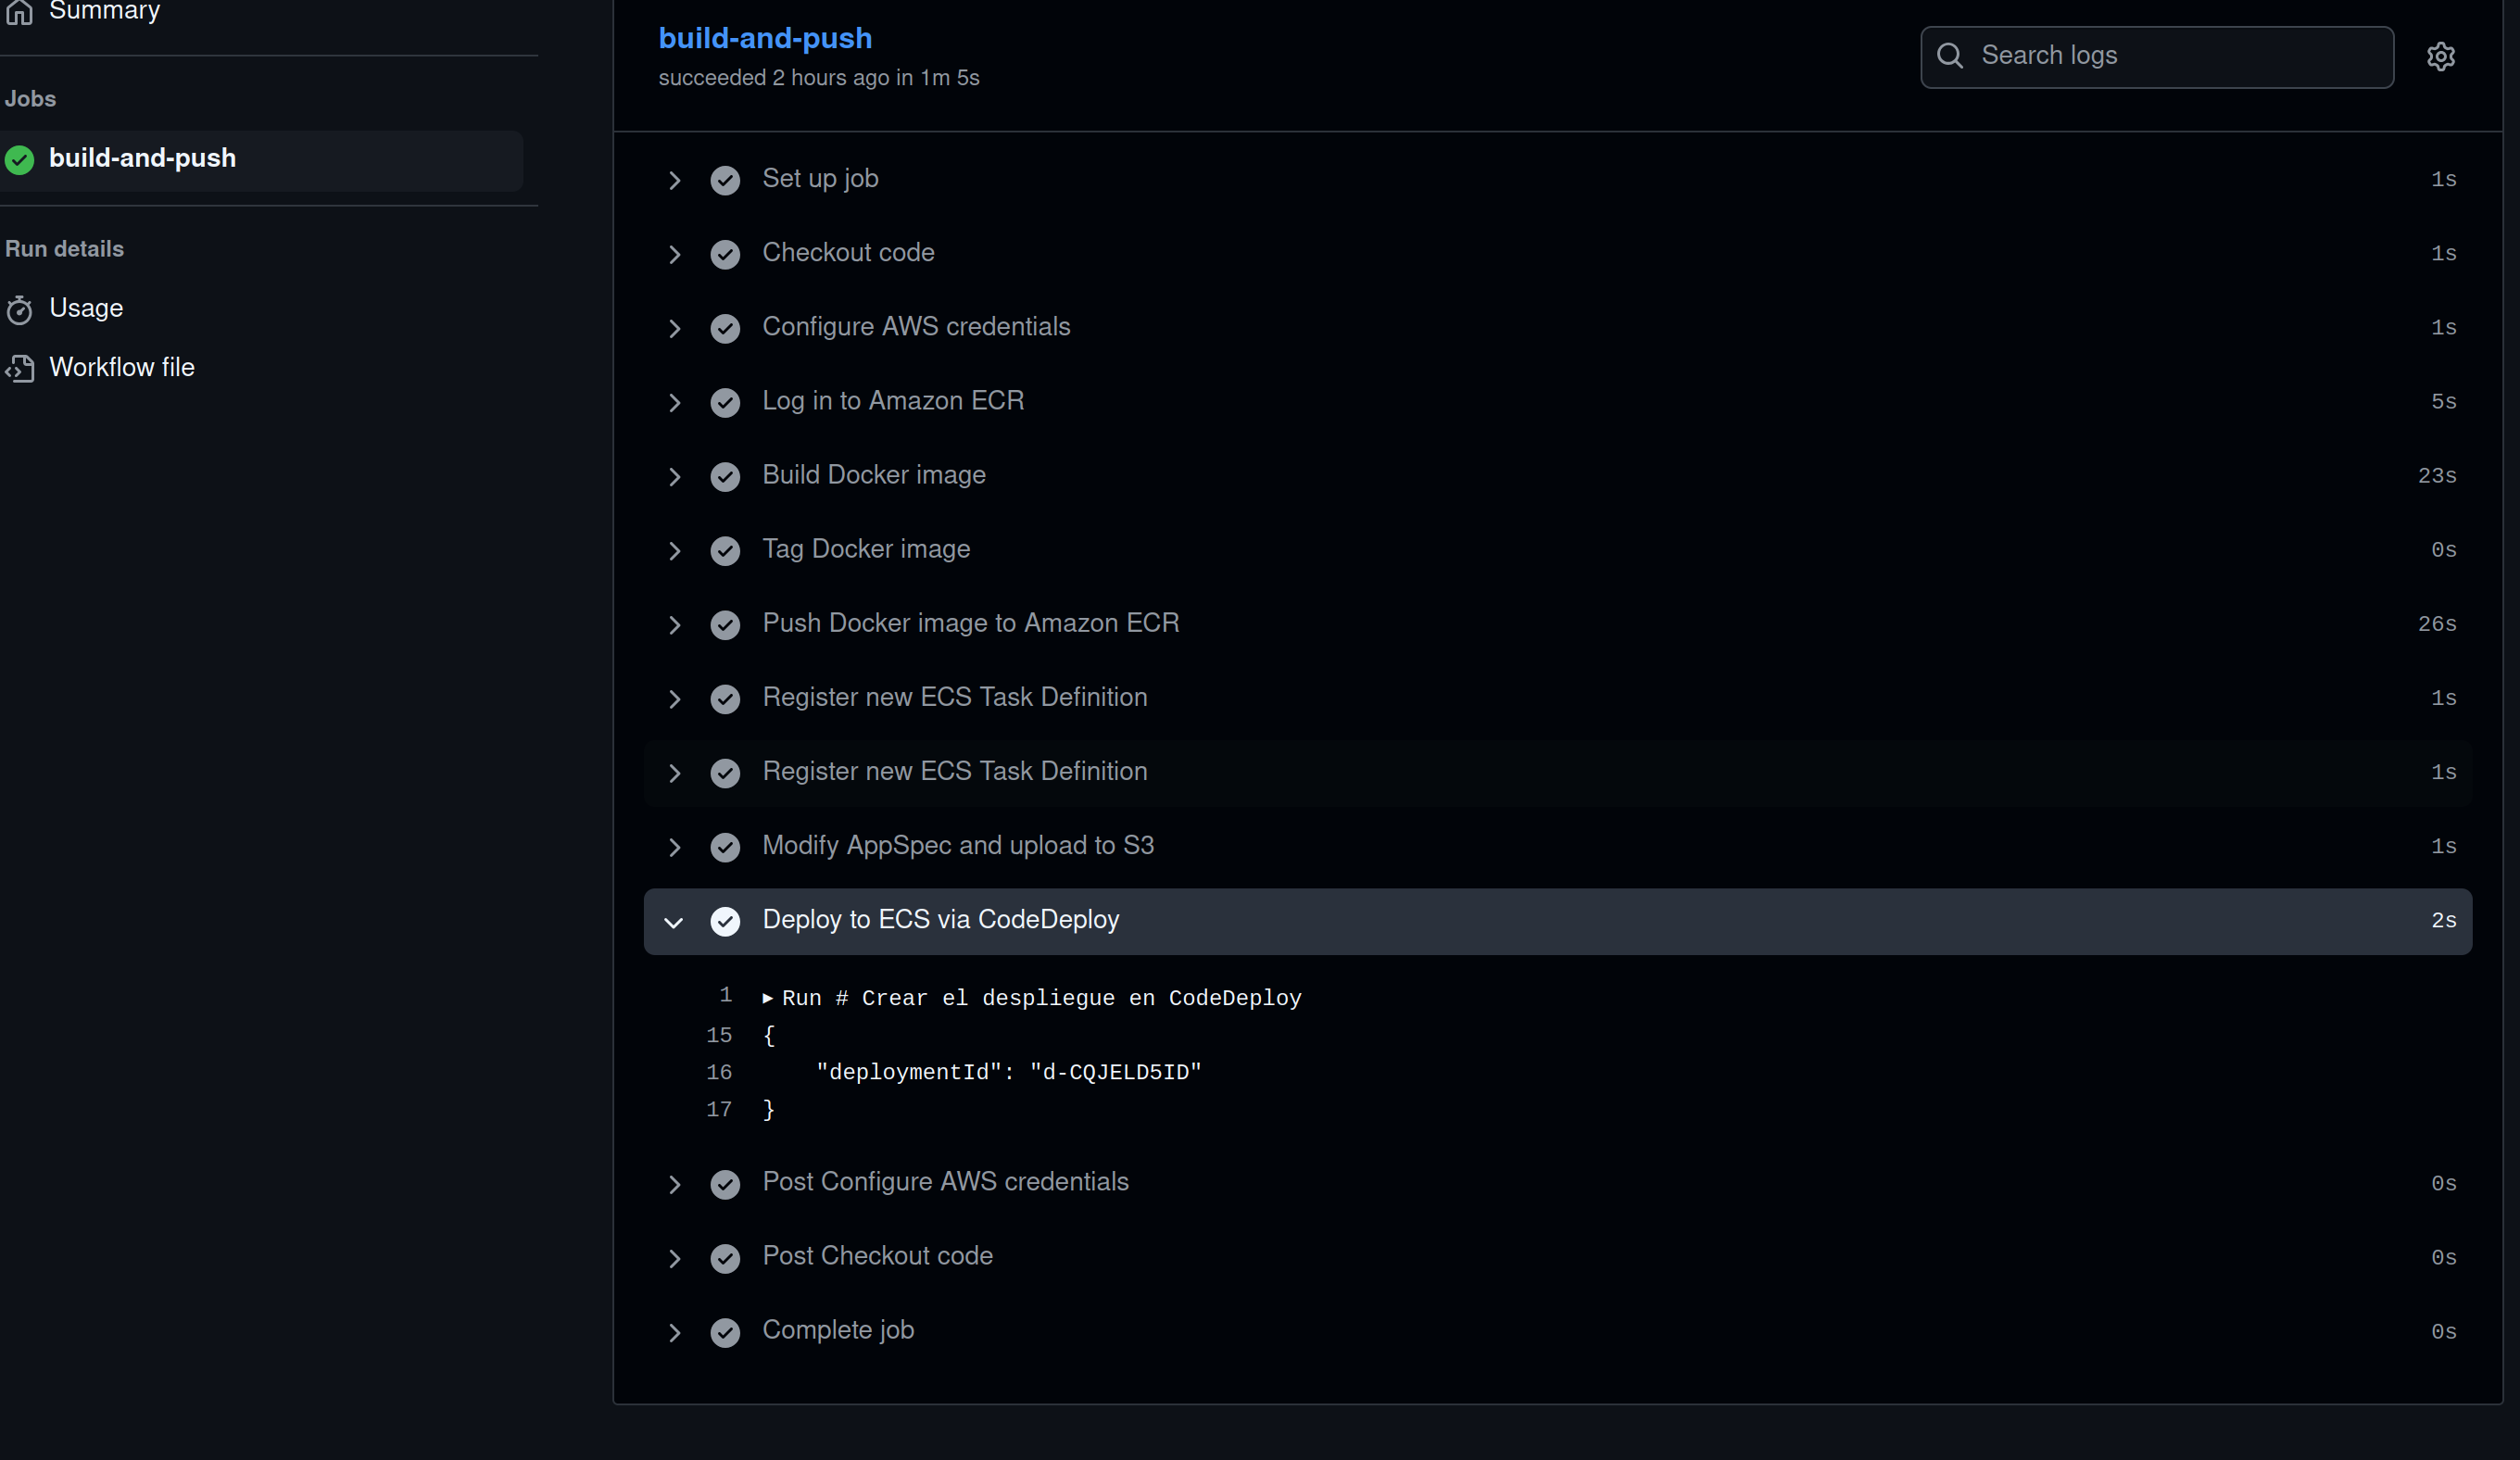 Summary
Jobs
build-and-push
Run details
Usage
Workflow file
build-and-push
succeeded 2 hours ago in 1m 5s
Search logs
Set up job 1s
Checkout code 1s
Configure AWS credentials 1s
Log in to Amazon ECR 5s
Build Docker image 23s
Tag Docker image 0s
Push Docker image to Amazon ECR 26s
Register new ECS Task Definition 1s
Register new ECS Task Definition 1s
Modify AppSpec and upload to S3 1s
Deploy to ECS via CodeDeploy 2s
1 Run # Crear el despliegue en CodeDeploy
15 {
16 "deploymentId": "d-CQJELD5ID"
17 }
Post Configure AWS credentials 0s
Post Checkout code 0s
Complete job 0s